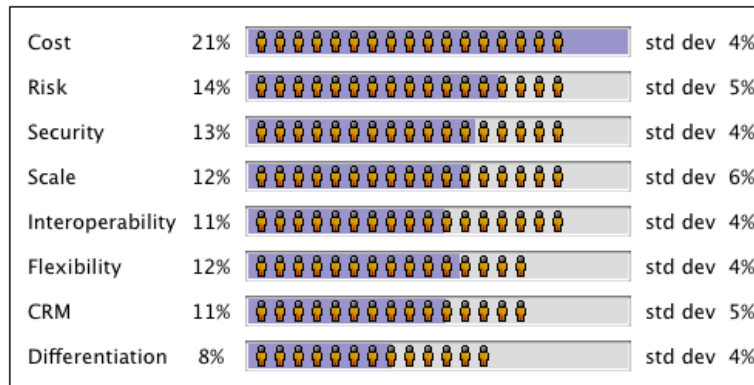 Cost 21% std dev 4%
Risk 14% std dev 5%
Security 13% std dev 4%
Scale 12% std dev 6%
Interoperability 11% std dev 4%
Flexibility 12% std dev 4%
CRM 11% std dev 5%
Differentiation 8% std dev 4%